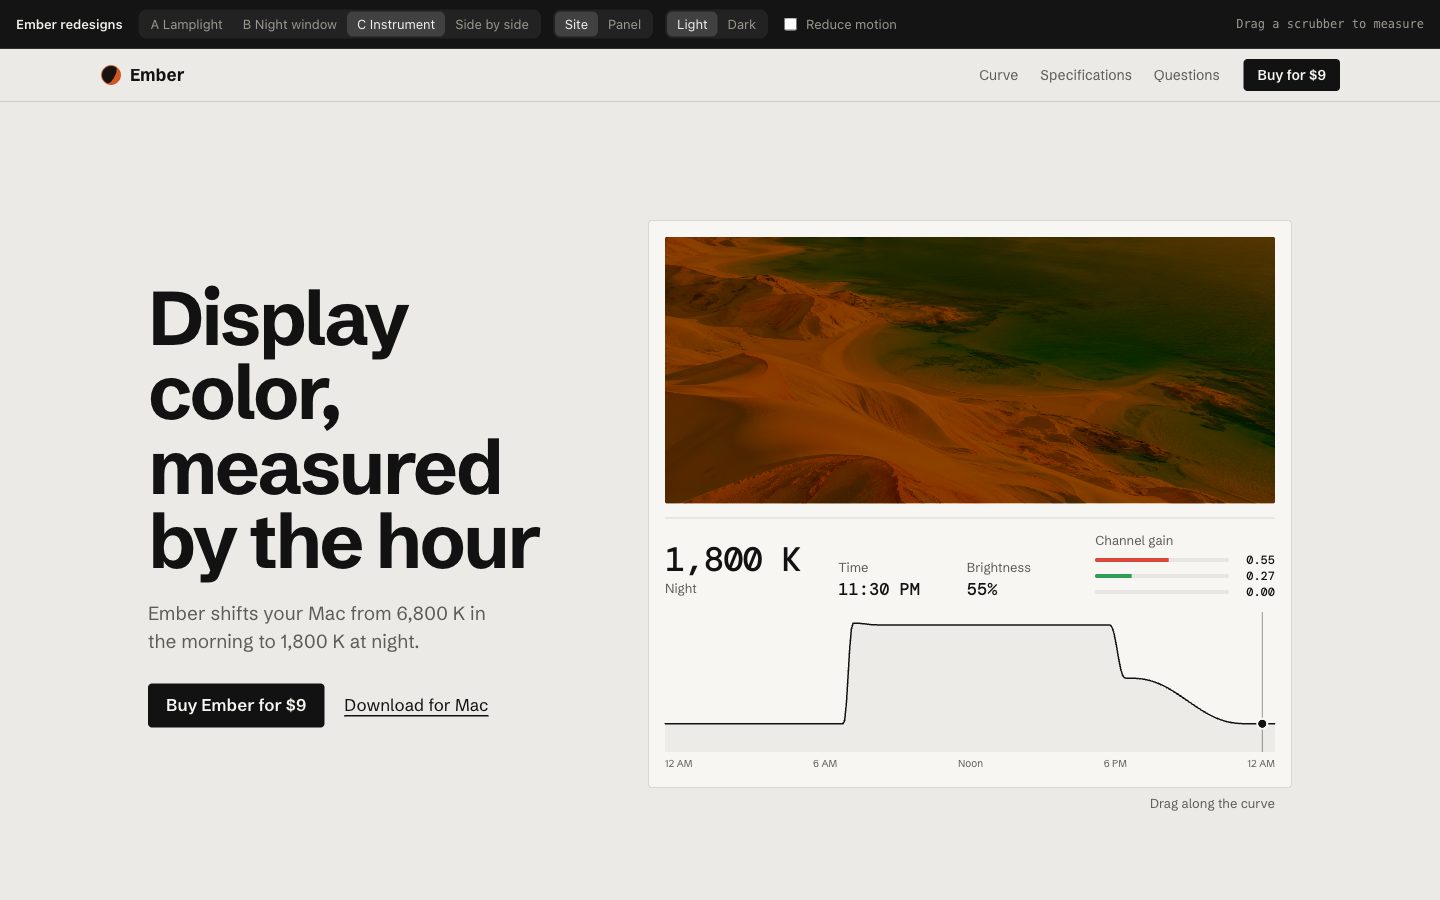 Ember redesigns A Lamplight B Night window C Instrument Side by side Site Panel Light Dark Reduce motion Drag a scrubber to measure
Ember Curve Specifications Questions Buy for $9
Display
color,
measured
by the hour
Ember shifts your Mac from 6,800 K in
the morning to 1,800 K at night.
Buy Ember for $9 Download for Mac
1,800 K
Night
Time
11:30 PM
Brightness
55%
Channel gain
0.55
0.27
0.00
12 AM 6 AM Noon 6 PM 12 AM
Drag along the curve